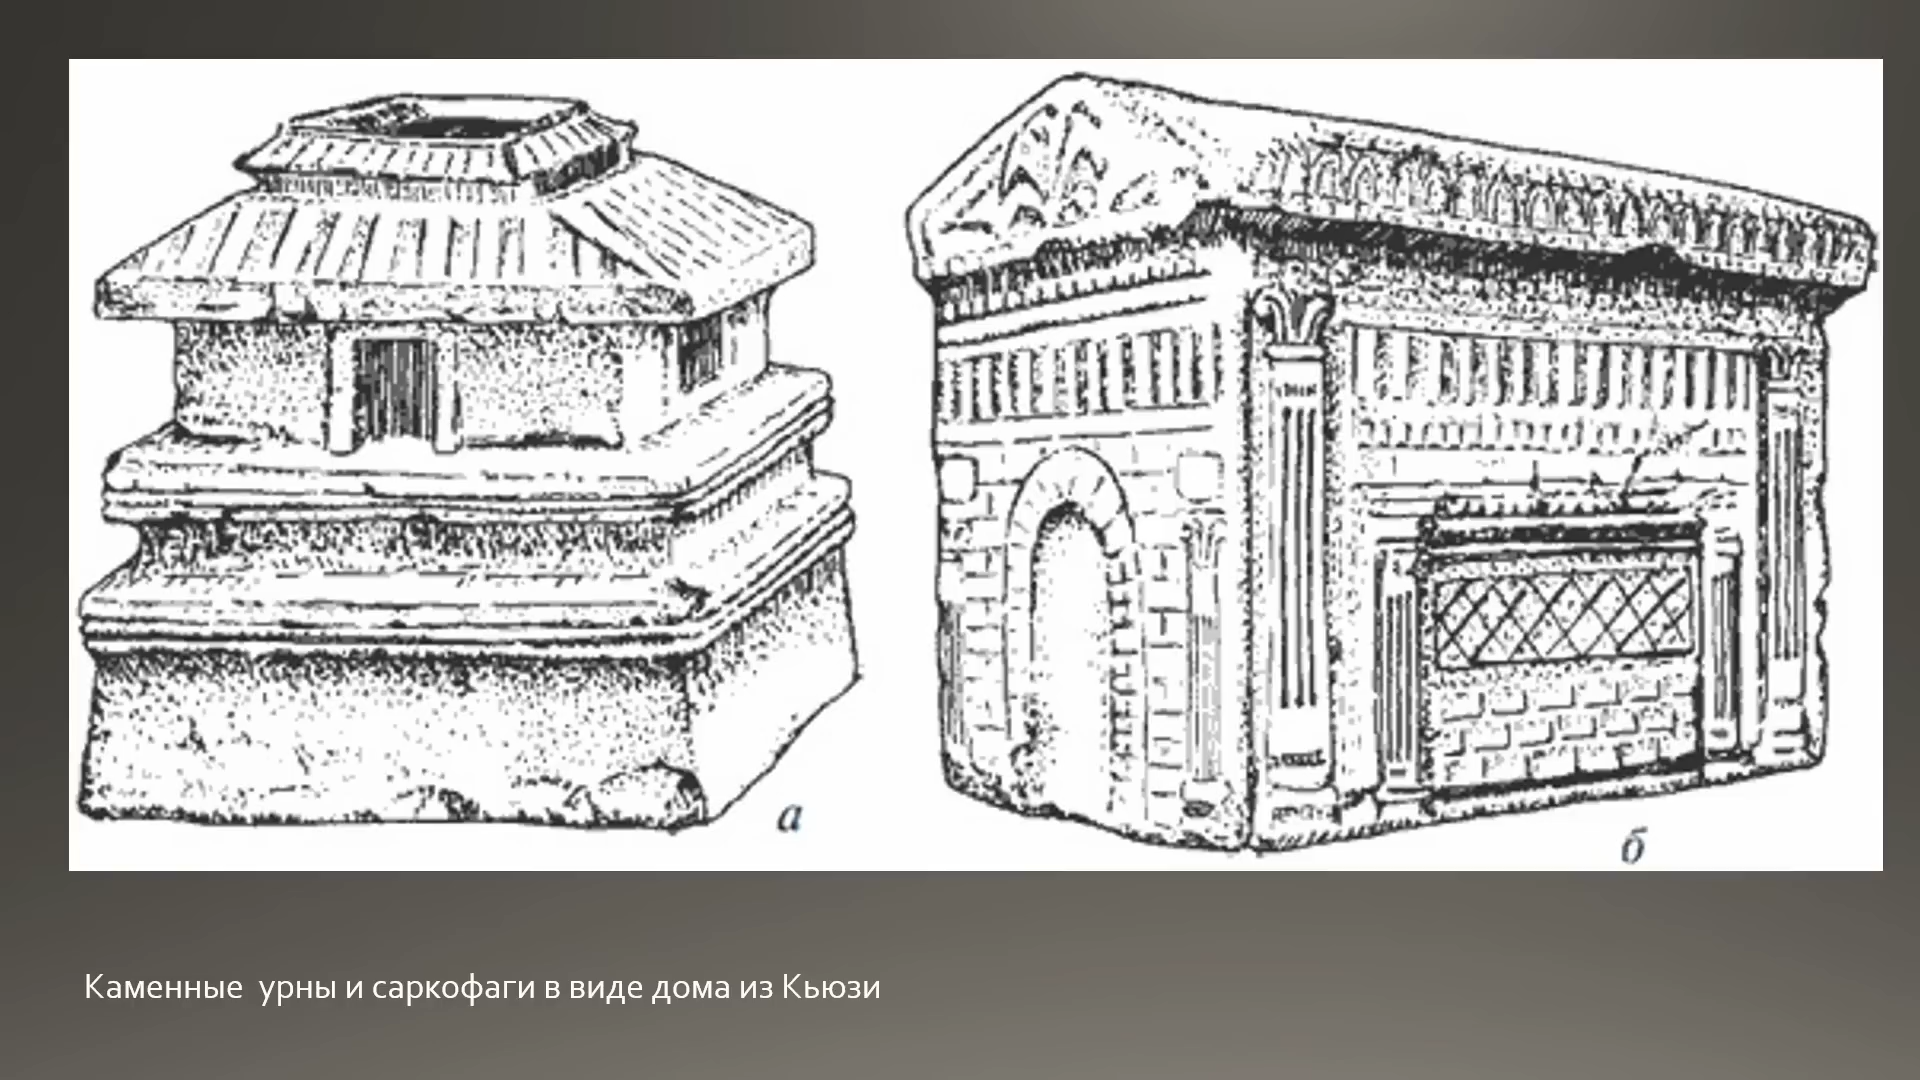 а
б
Каменные урны и саркофаги в виде дома из Кьюзи